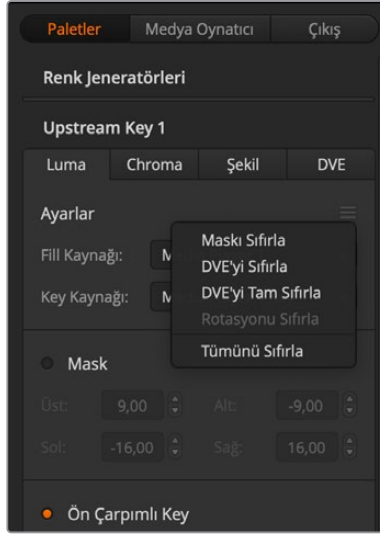 Paletler Medya Oynatıcı Çıkış
Renk Jeneratörleri
Upstream Key 1
Luma Chroma Şekil DVE
Ayarlar
Maskı Sıfırla
Fill Kaynağı: M
DVE'yi Sıfırla
DVE'yi Tam Sıfırla
Key Kaynağı: M
Rotasyonu Sıfırla
Tümünü Sıfırla
Mask
Üst: 9,00 Alt: -9,00
Sol: -16,00 Sağ: 16,00
Ön Çarpımlı Key